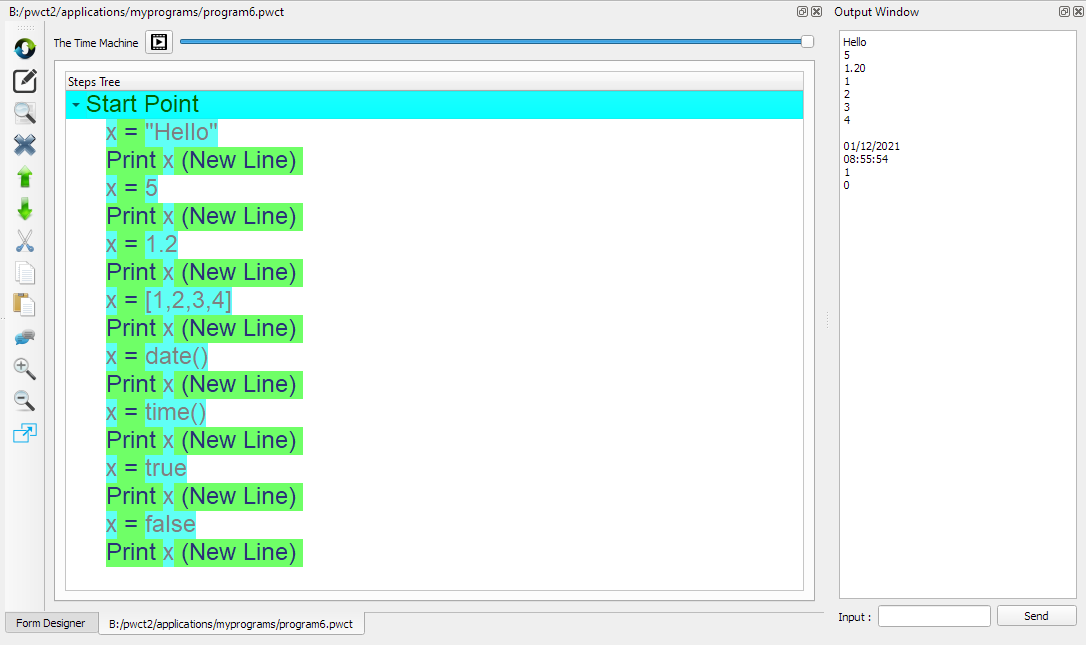 B:/pwct2/applications/myprograms/program6.pwct
The Time Machine
Steps Tree
Start Point
x = "Hello"
Print x (New Line)
x = 5
Print x (New Line)
x = 1.2
Print x (New Line)
x = [1,2,3,4]
Print x (New Line)
x = date()
Print x (New Line)
x = time()
Print x (New Line)
x = true
Print x (New Line)
x = false
Print x (New Line)
Form Designer
B:/pwct2/applications/myprograms/program6.pwct
Output Window
Hello
5
1.20
1
2
3
4
01/12/2021
08:55:54
1
0
Input :
Send